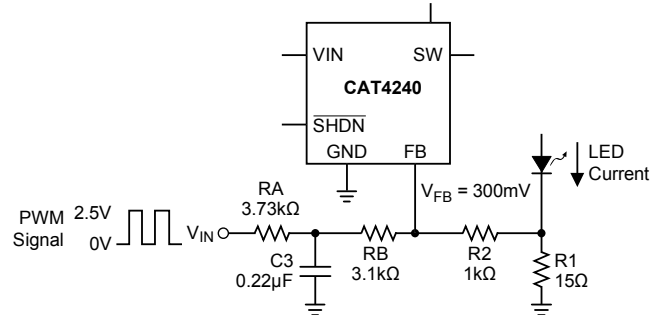 VIN
SW
CAT4240
SHDN
GND
FB
LED
Current
VFB = 300mV
RA
3.73kΩ
PWM
Signal
2.5V
0V
VIN
C3
0.22µF
RB
3.1kΩ
R2
1kΩ
R1
15Ω